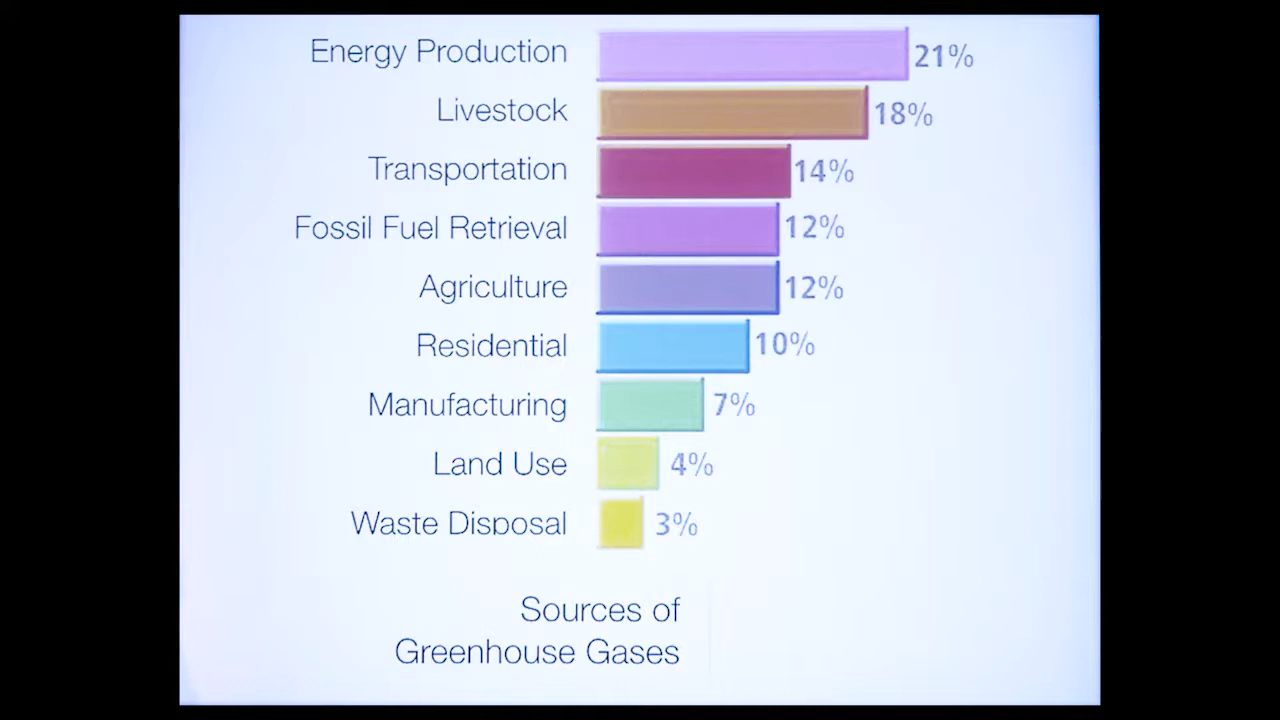 Energy Production 21%
Livestock 18%
Transportation 14%
Fossil Fuel Retrieval 12%
Agriculture 12%
Residential 10%
Manufacturing 7%
Land Use 4%
Waste Disposal 3%
Sources of
Greenhouse Gases